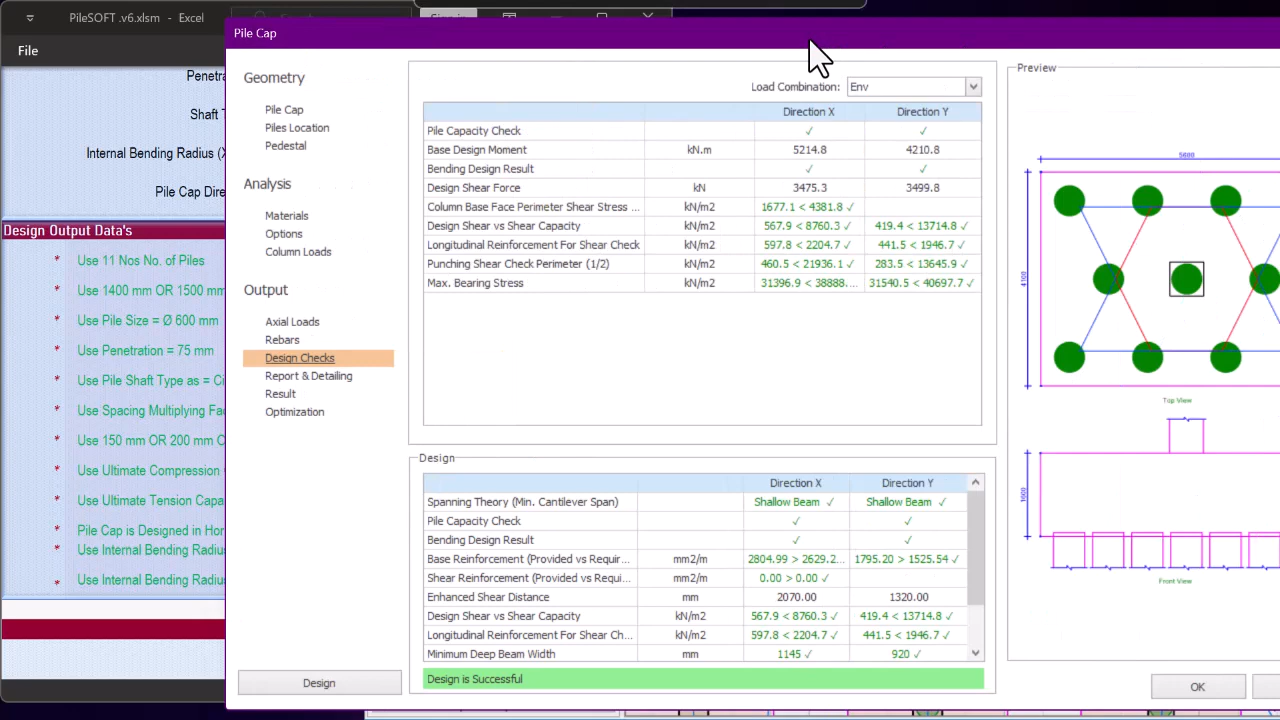 PileSOFT .v6.xlsm - Excel
File
Penetra
Shaft T
Internal Bending Radius (X
Pile Cap Dire
Design Output Data's
* Use 11 Nos No. of Piles
* Use 1400 mm OR 1500 mm
* Use Pile Size = Ø 600 mm
* Use Penetration = 75 mm
* Use Pile Shaft Type as = Ci
* Use Spacing Multiplying Fa
* Use 150 mm OR 200 mm C
* Use Ultimate Compression
* Use Ultimate Tension Capa
* Pile Cap is Designed in Hor
* Use Internal Bending Radiu
* Use Internal Bending Radiu
Pile Cap
Geometry
Pile Cap
Piles Location
Pedestal
Analysis
Materials
Options
Column Loads
Output
Axial Loads
Rebars
Design Checks
Report & Detailing
Result
Optimization
Design
Load Combination: Env
Direction X Direction Y
Pile Capacity Check ✓ ✓
Base Design Moment kN.m 5214.8 4210.8
Bending Design Result ✓ ✓
Design Shear Force kN 3475.3 3499.8
Column Base Face Perimeter Shear Stress ... kN/m2 1677.1 < 4381.8 ✓
Design Shear vs Shear Capacity kN/m2 567.9 < 8760.3 ✓ 419.4 < 13714.8 ✓
Longitudinal Reinforcement For Shear Check kN/m2 597.8 < 2204.7 ✓ 441.5 < 1946.7 ✓
Punching Shear Check Perimeter (1/2) kN/m2 460.5 < 21936.1 ✓ 283.5 < 13645.9 ✓
Max. Bearing Stress kN/m2 31396.9 < 38888.... 31540.5 < 40697.7 ✓
Design
Direction X Direction Y
Spanning Theory (Min. Cantilever Span) Shallow Beam ✓ Shallow Beam ✓
Pile Capacity Check ✓ ✓
Bending Design Result ✓ ✓
Base Reinforcement (Provided vs Requir... mm2/m 2804.99 > 2629.2... 1795.20 > 1525.54 ✓
Shear Reinforcement (Provided vs Requi... mm2/m 0.00 > 0.00 ✓
Enhanced Shear Distance mm 2070.00 1320.00
Design Shear vs Shear Capacity kN/m2 567.9 < 8760.3 ✓ 419.4 < 13714.8 ✓
Longitudinal Reinforcement For Shear Ch... kN/m2 597.8 < 2204.7 ✓ 441.5 < 1946.7 ✓
Minimum Deep Beam Width mm 1145 ✓ 920 ✓
Design is Successful
Preview
5600
4100
Top View
1600
Front View
OK